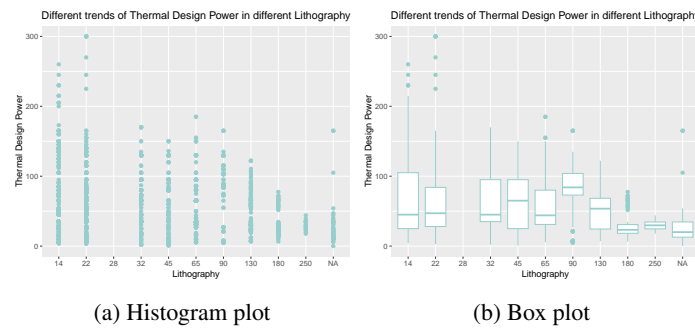 Different trends of Thermal Design Power in different Lithography
300
200
100
0
Thermal Design Power
14 22 28 32 45 65 90 130 180 250 NA
Lithography
(a) Histogram plot
Different trends of Thermal Design Power in different Lithography
300
200
100
0
Thermal Design Power
14 22 28 32 45 65 90 130 180 250 NA
Lithography
(b) Box plot